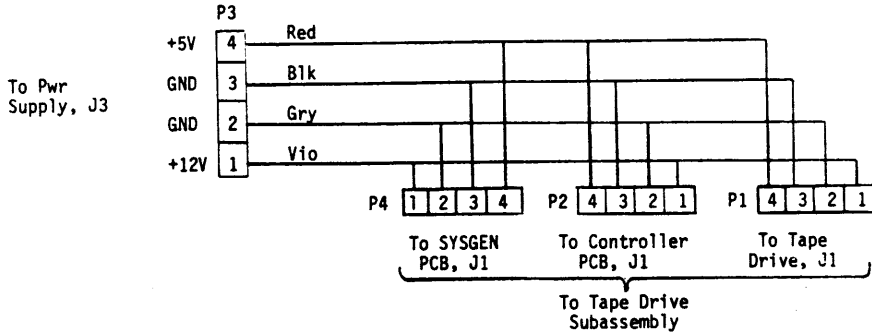 P3
+5V 4 Red
GND 3 Blk
GND 2 Gry
+12V 1 Vio
To Pwr
Supply, J3
P4 1 2 3 4
To SYSGEN
PCB, J1
P2 4 3 2 1
To Controller
PCB, J1
P1 4 3 2 1
To Tape
Drive, J1
To Tape Drive
Subassembly